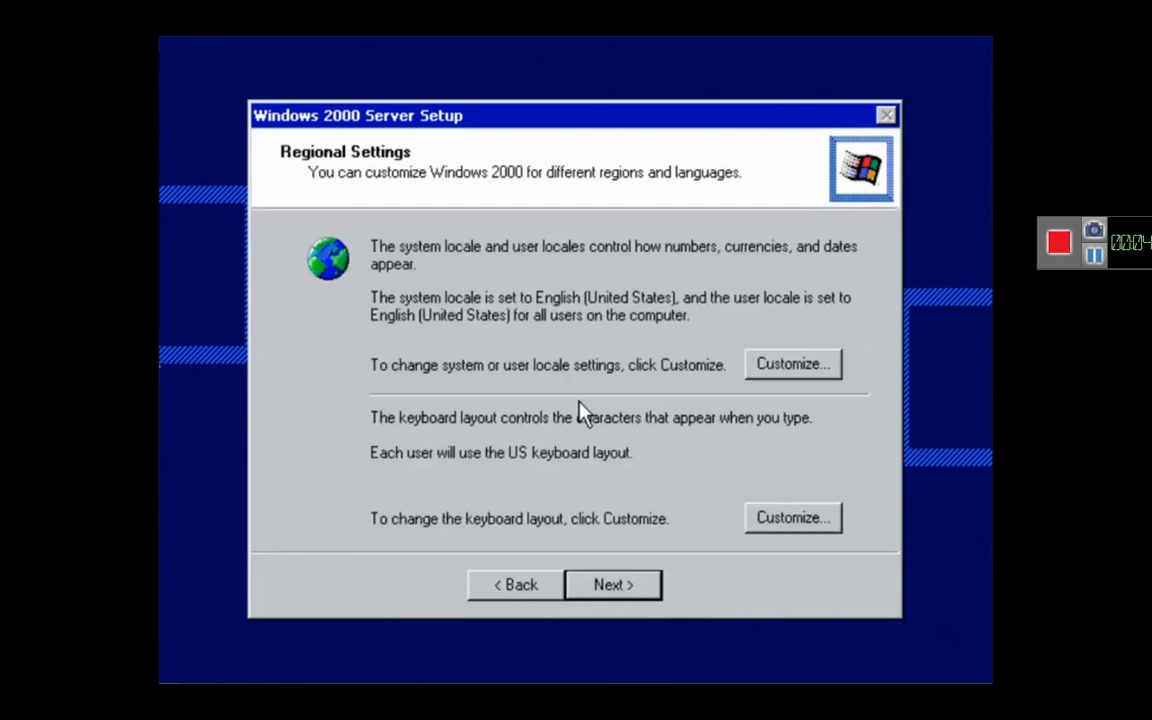 Windows 2000 Server Setup
Regional Settings
You can customize Windows 2000 for different regions and languages.
The system locale and user locales control how numbers, currencies, and dates
appear.
The system locale is set to English (United States), and the user locale is set to
English (United States) for all users on the computer.
To change system or user locale settings, click Customize.
Customize...
The keyboard layout controls the characters that appear when you type.
Each user will use the US keyboard layout.
To change the keyboard layout, click Customize.
Customize...
< Back
Next >